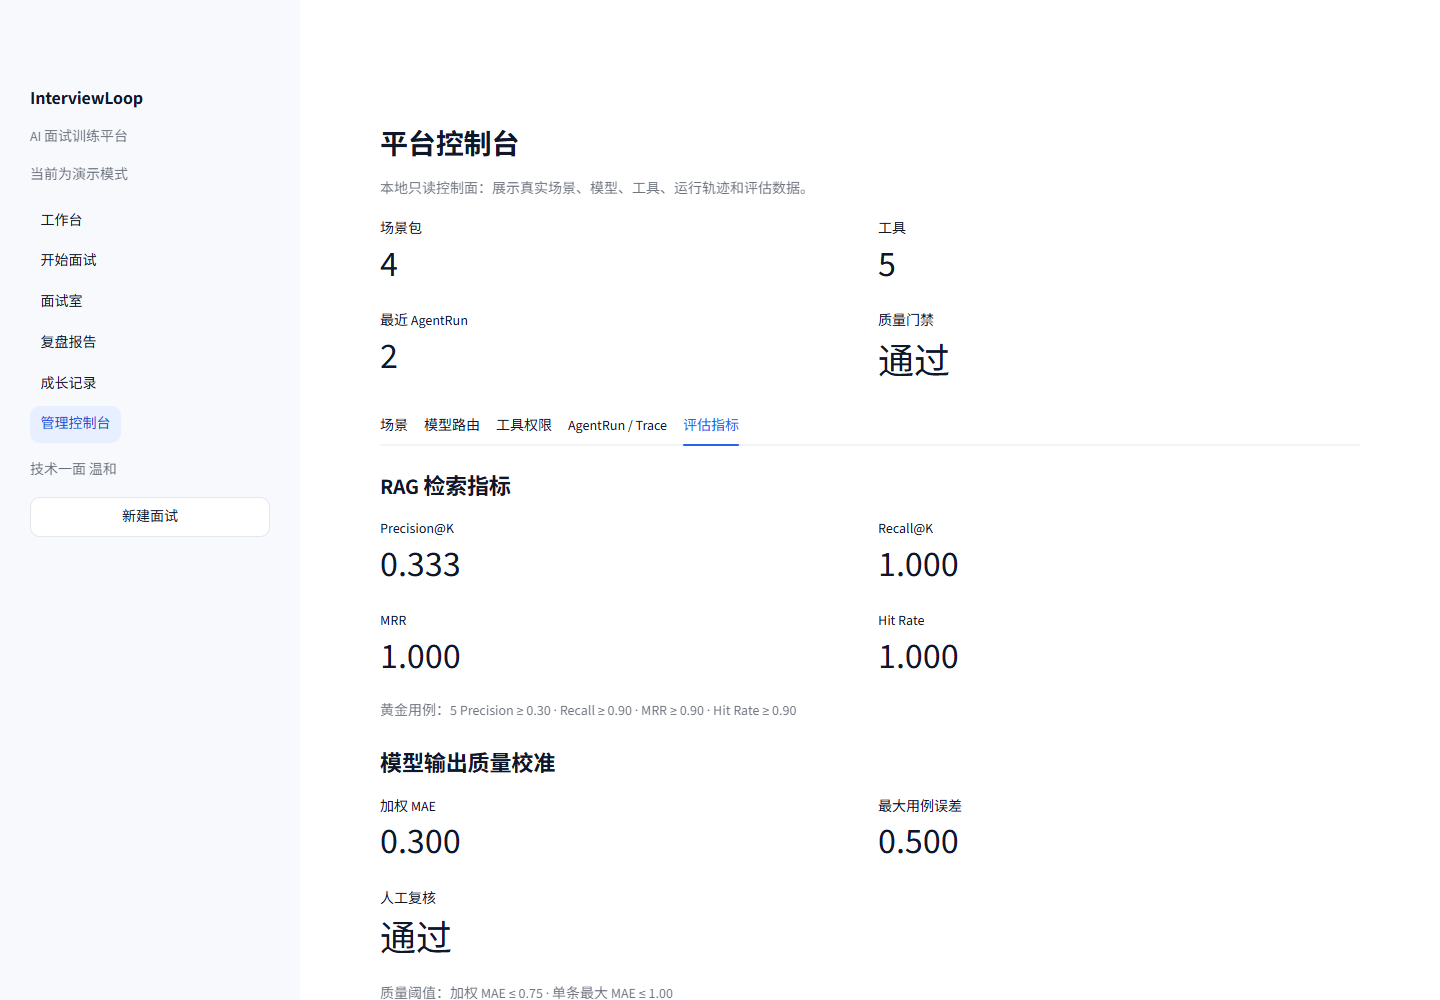 InterviewLoop
AI 面试训练平台
当前为演示模式
工作台
开始面试
面试室
复盘报告
成长记录
管理控制台
技术一面 温和
新建面试
平台控制台
本地只读控制面：展示真实场景、模型、工具、运行轨迹和评估数据。
场景包
4
工具
5
最近 AgentRun
2
质量门禁
通过
场景 模型路由 工具权限 AgentRun / Trace 评估指标
RAG 检索指标
Precision@K
0.333
Recall@K
1.000
MRR
1.000
Hit Rate
1.000
黄金用例：5 Precision ≥ 0.30 · Recall ≥ 0.90 · MRR ≥ 0.90 · Hit Rate ≥ 0.90
模型输出质量校准
加权 MAE
0.300
最大用例误差
0.500
人工复核
通过
质量阈值：加权 MAE ≤ 0.75 · 单条最大 MAE ≤ 1.00